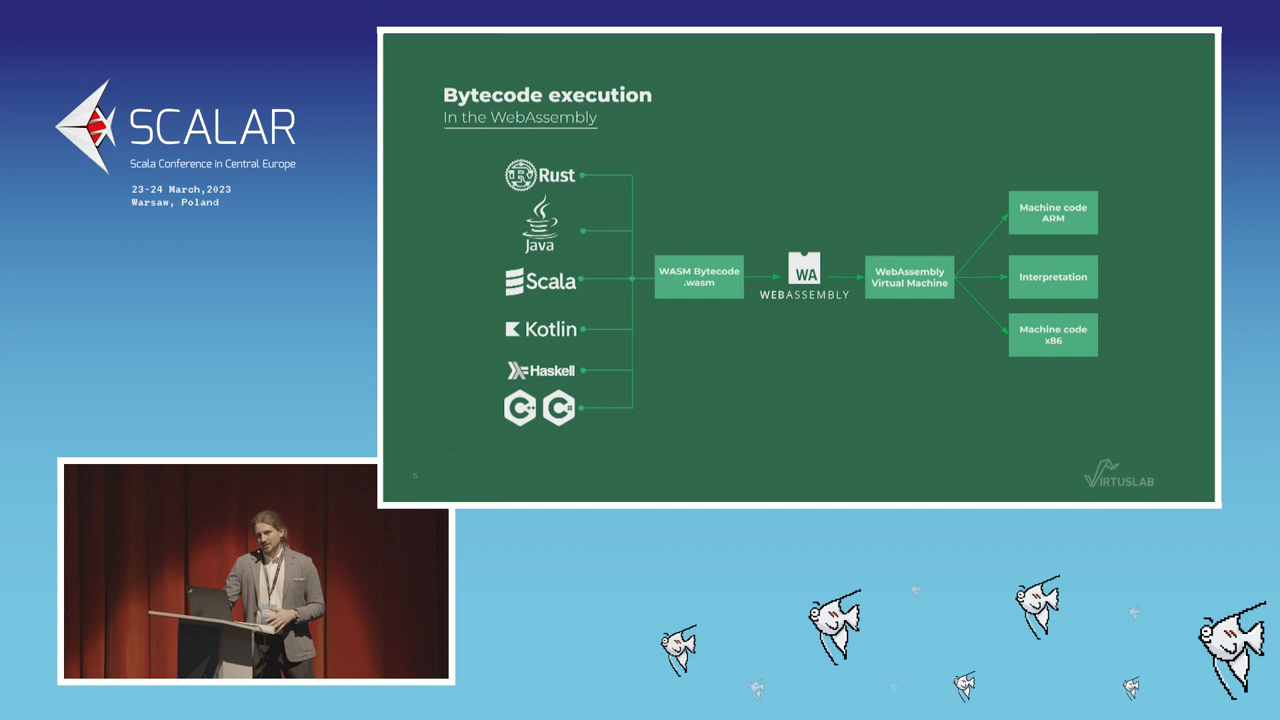 SCALAR
Scala Conference in Central Europe
23-24 March,2023
Warsaw, Poland
Bytecode execution
In the WebAssembly
Rust
Java
Scala
Kotlin
Haskell
C++ C#
WASM Bytecode
.wasm
WA
WEBASSEMBLY
WebAssembly
Virtual Machine
Machine code
ARM
Interpretation
Machine code
x86
5
VIRTUSLAB